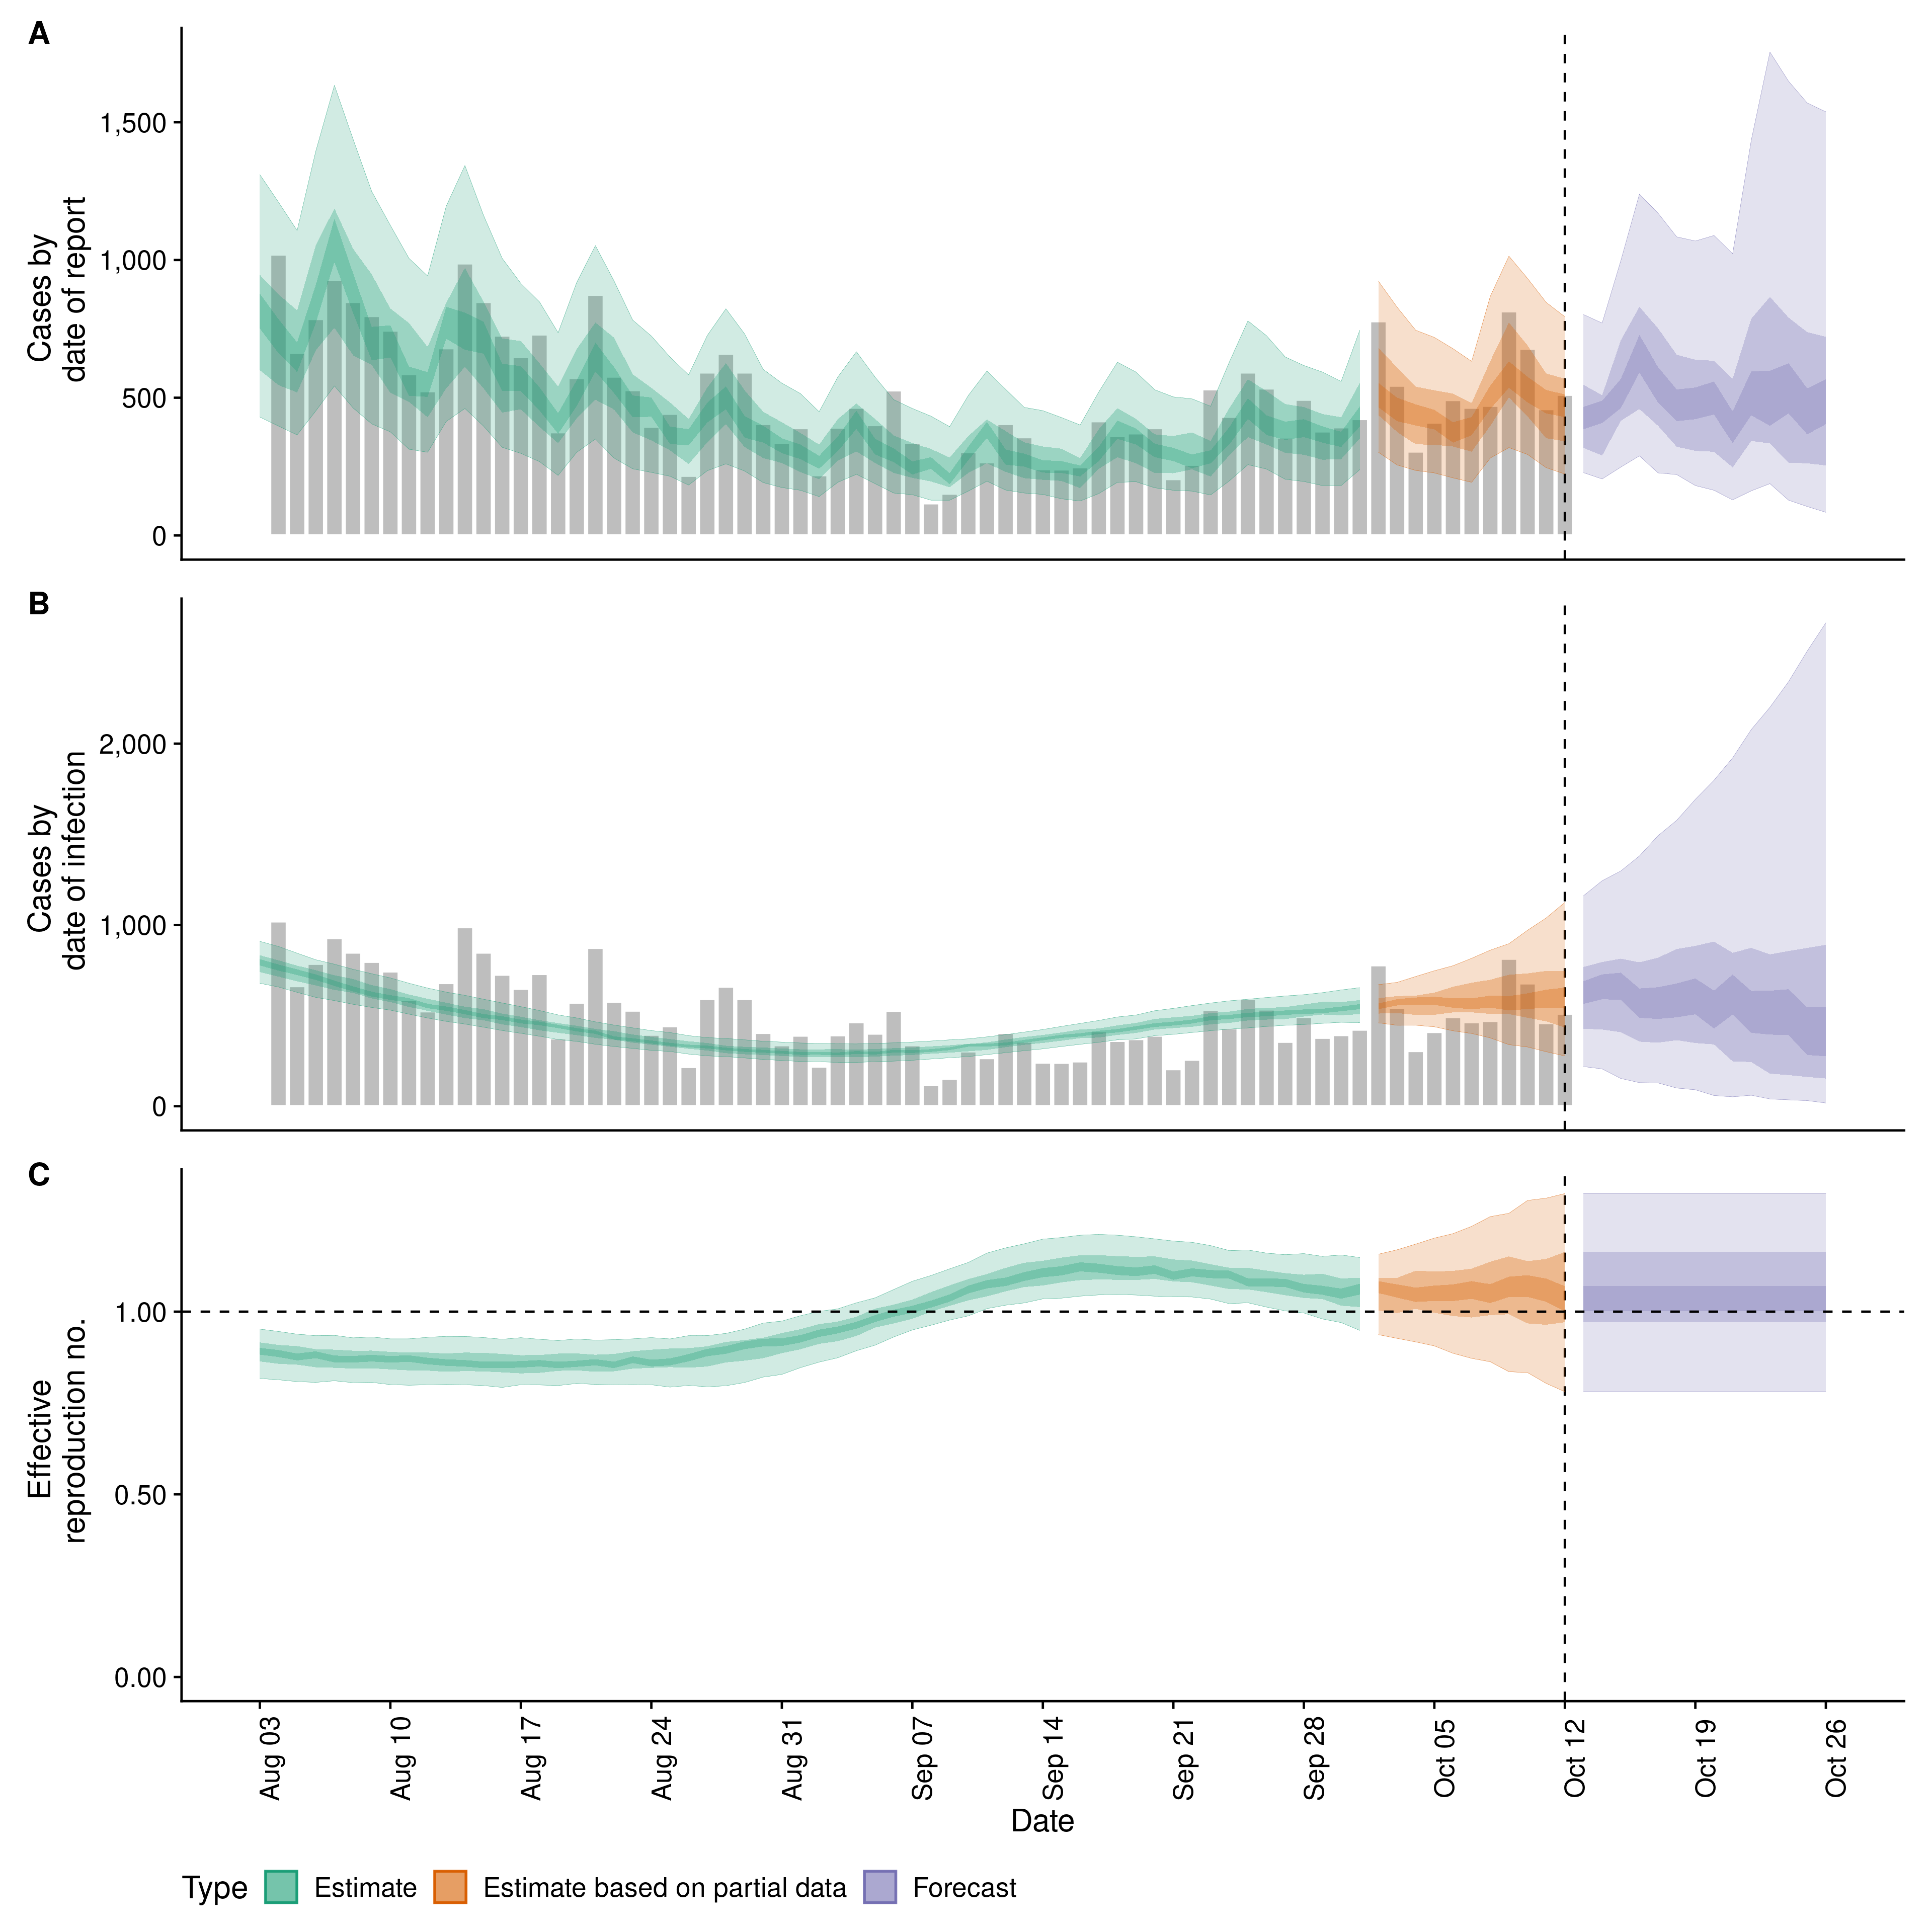 A
Cases by
date of report
1,500
1,000
500
0
B
Cases by
date of infection
2,000
1,000
0
C
Effective
reproduction no.
1.00
0.50
0.00
Aug 03
Aug 10
Aug 17
Aug 24
Aug 31
Sep 07
Sep 14
Sep 21
Sep 28
Oct 05
Oct 12
Oct 19
Oct 26
Date
Type Estimate Estimate based on partial data Forecast